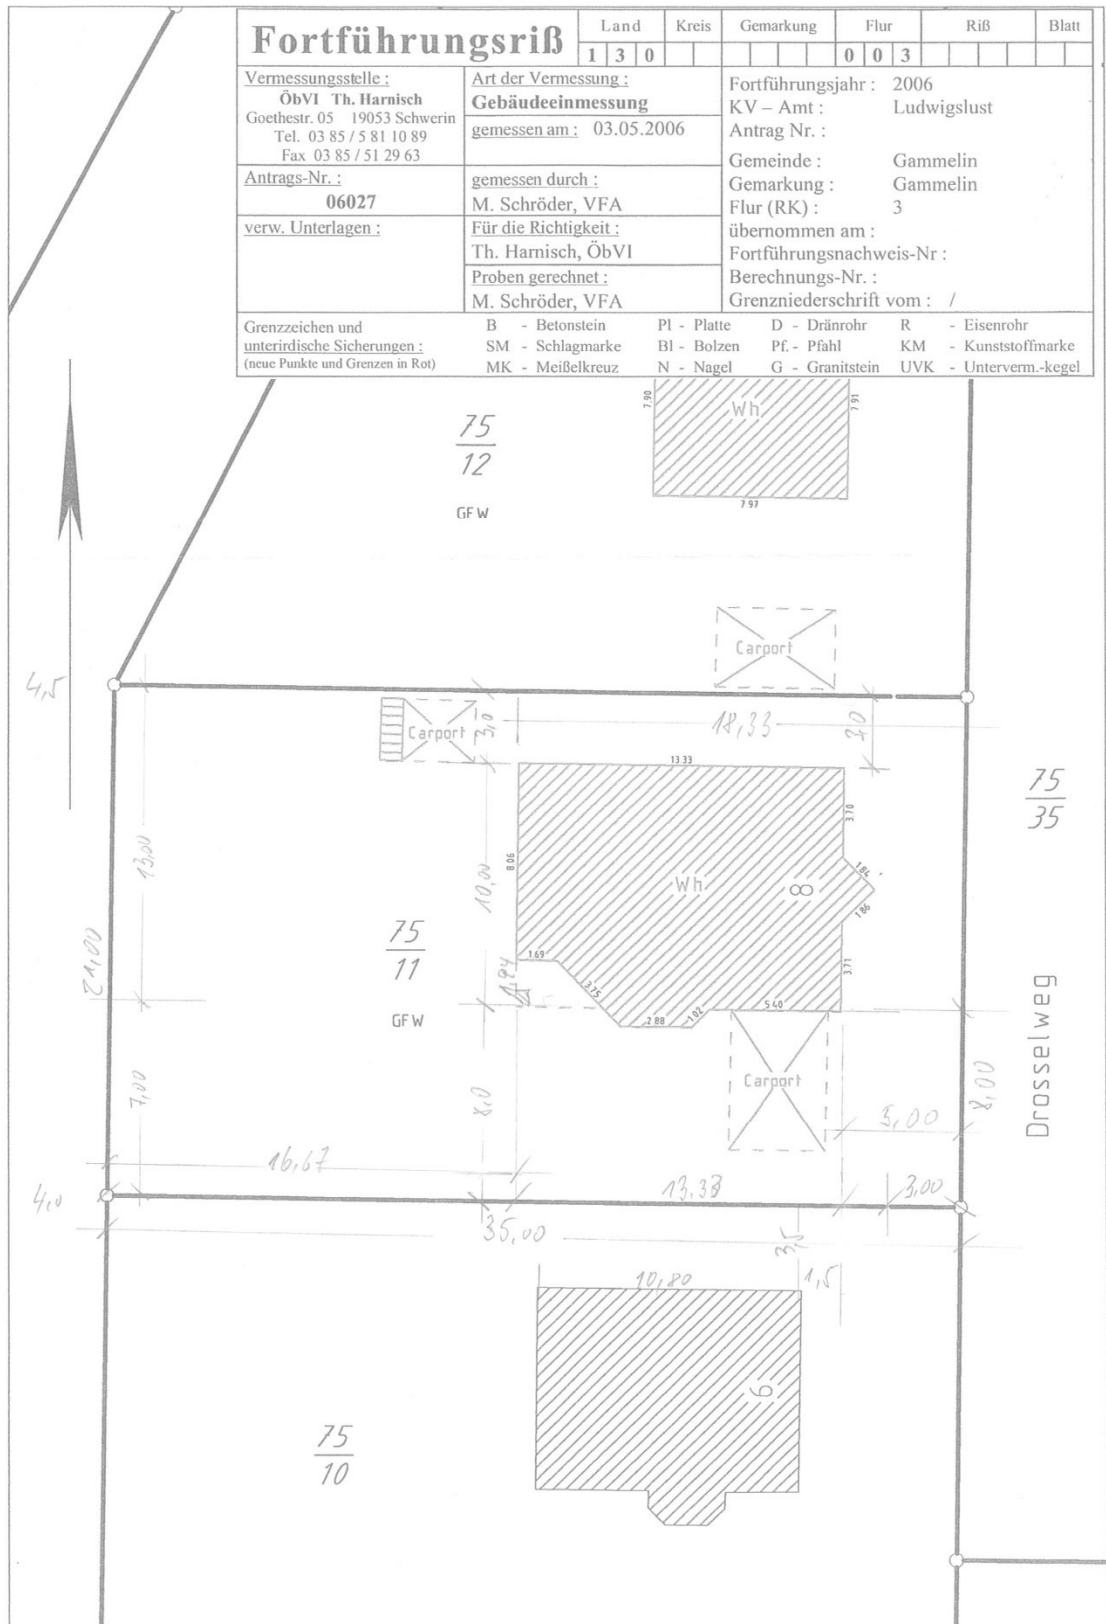 Fortführungsriß
Land Kreis Gemarkung Flur Riß Blatt
1 3 0 0 0 3
Vermessungsstelle :
ÖbVI Th. Harnisch
Goethestr. 05 19053 Schwerin
Tel. 03 85 / 5 81 10 89
Fax 03 85 / 51 29 63
Antrags-Nr. :
06027
verw. Unterlagen :
Art der Vermessung :
Gebäudeeinmessung
gemessen am : 03.05.2006
gemessen durch :
M. Schröder, VFA
Für die Richtigkeit :
Th. Harnisch, ÖbVI
Proben gerechnet :
M. Schröder, VFA
Fortführungsjahr : 2006
KV – Amt : Ludwigslust
Antrag Nr. :
Gemeinde : Gammelin
Gemarkung : Gammelin
Flur (RK) : 3
übernommen am :
Fortführungsnachweis-Nr :
Berechnungs-Nr. :
Grenzniederschrift vom : /
Grenzzeichen und
unterirdische Sicherungen :
(neue Punkte und Grenzen in Rot)
B - Betonstein Pl - Platte D - Dränrohr R - Eisenrohr
SM - Schlagmarke Bl - Bolzen Pf. - Pfahl KM - Kunststoffmarke
MK - Meißelkreuz N - Nagel G - Granitstein UVK - Unterverm.-kegel
7.90
Wh
7.91
75
12
GFW
7.97
Carport
4,5
Carport
3,0
18,33
3,0
13.33
75
35
3.70
13,00
8.06
10,00
Wh
8
1.84
1.86
75
11
GFW
21,00
1.69
1,94
3.75
3.71
2.88
1.02
5.40
Carport
Drosselweg
7,00
8,0
5,00
8,00
16,67
13,33
3,00
4,0
35,00
3,5
10,80
1,5
6
75
10